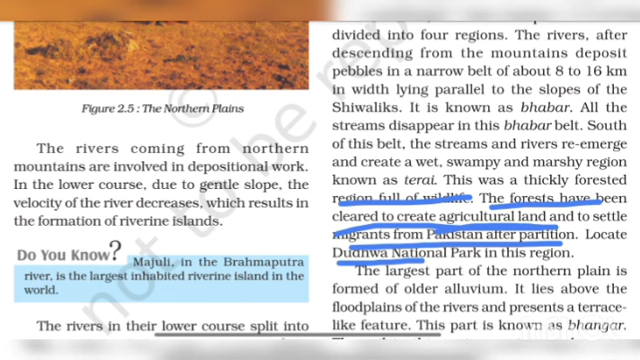 Figure 2.5 : The Northern Plains
The rivers coming from northern
mountains are involved in depositional work.
In the lower course, due to gentle slope, the
velocity of the river decreases, which results in
the formation of riverine islands.
Do You Know?
Majuli, in the Brahmaputra
river, is the largest inhabited riverine island in the
world.
The rivers in their lower course split into
divided into four regions. The rivers, after
descending from the mountains deposit
pebbles in a narrow belt of about 8 to 16 km
in width lying parallel to the slopes of the
Shiwaliks. It is known as bhabar. All the
streams disappear in this bhabar belt. South
of this belt, the streams and rivers re-emerge
and create a wet, swampy and marshy region
known as terai. This was a thickly forested
region full of wildlife. The forests have been
cleared to create agricultural land and to settle
migrants from Pakistan after partition. Locate
Dudhwa National Park in this region.
The largest part of the northern plain is
formed of older alluvium. It lies above the
floodplains of the rivers and presents a terrace-
like feature. This part is known as bhangar.
not to be rep